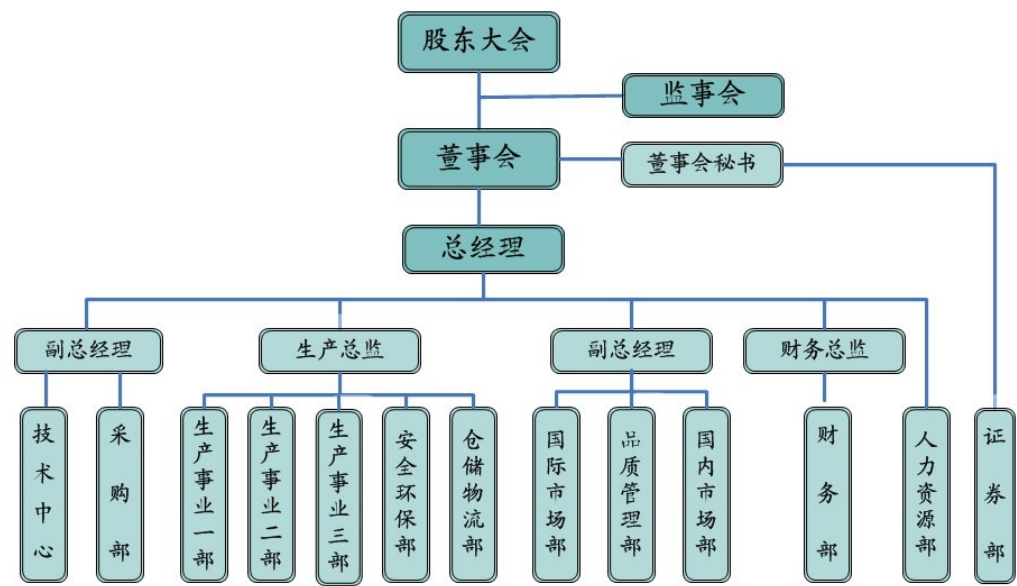 股东大会
监事会
董事会
董事会秘书
总经理
副总经理
生产总监
副总经理
财务总监
技术中心
采购部
生产事业一部
生产事业二部
生产事业三部
安全环保部
仓储物流部
国际市场部
品质管理部
国内市场部
财务部
人力资源部
证券部